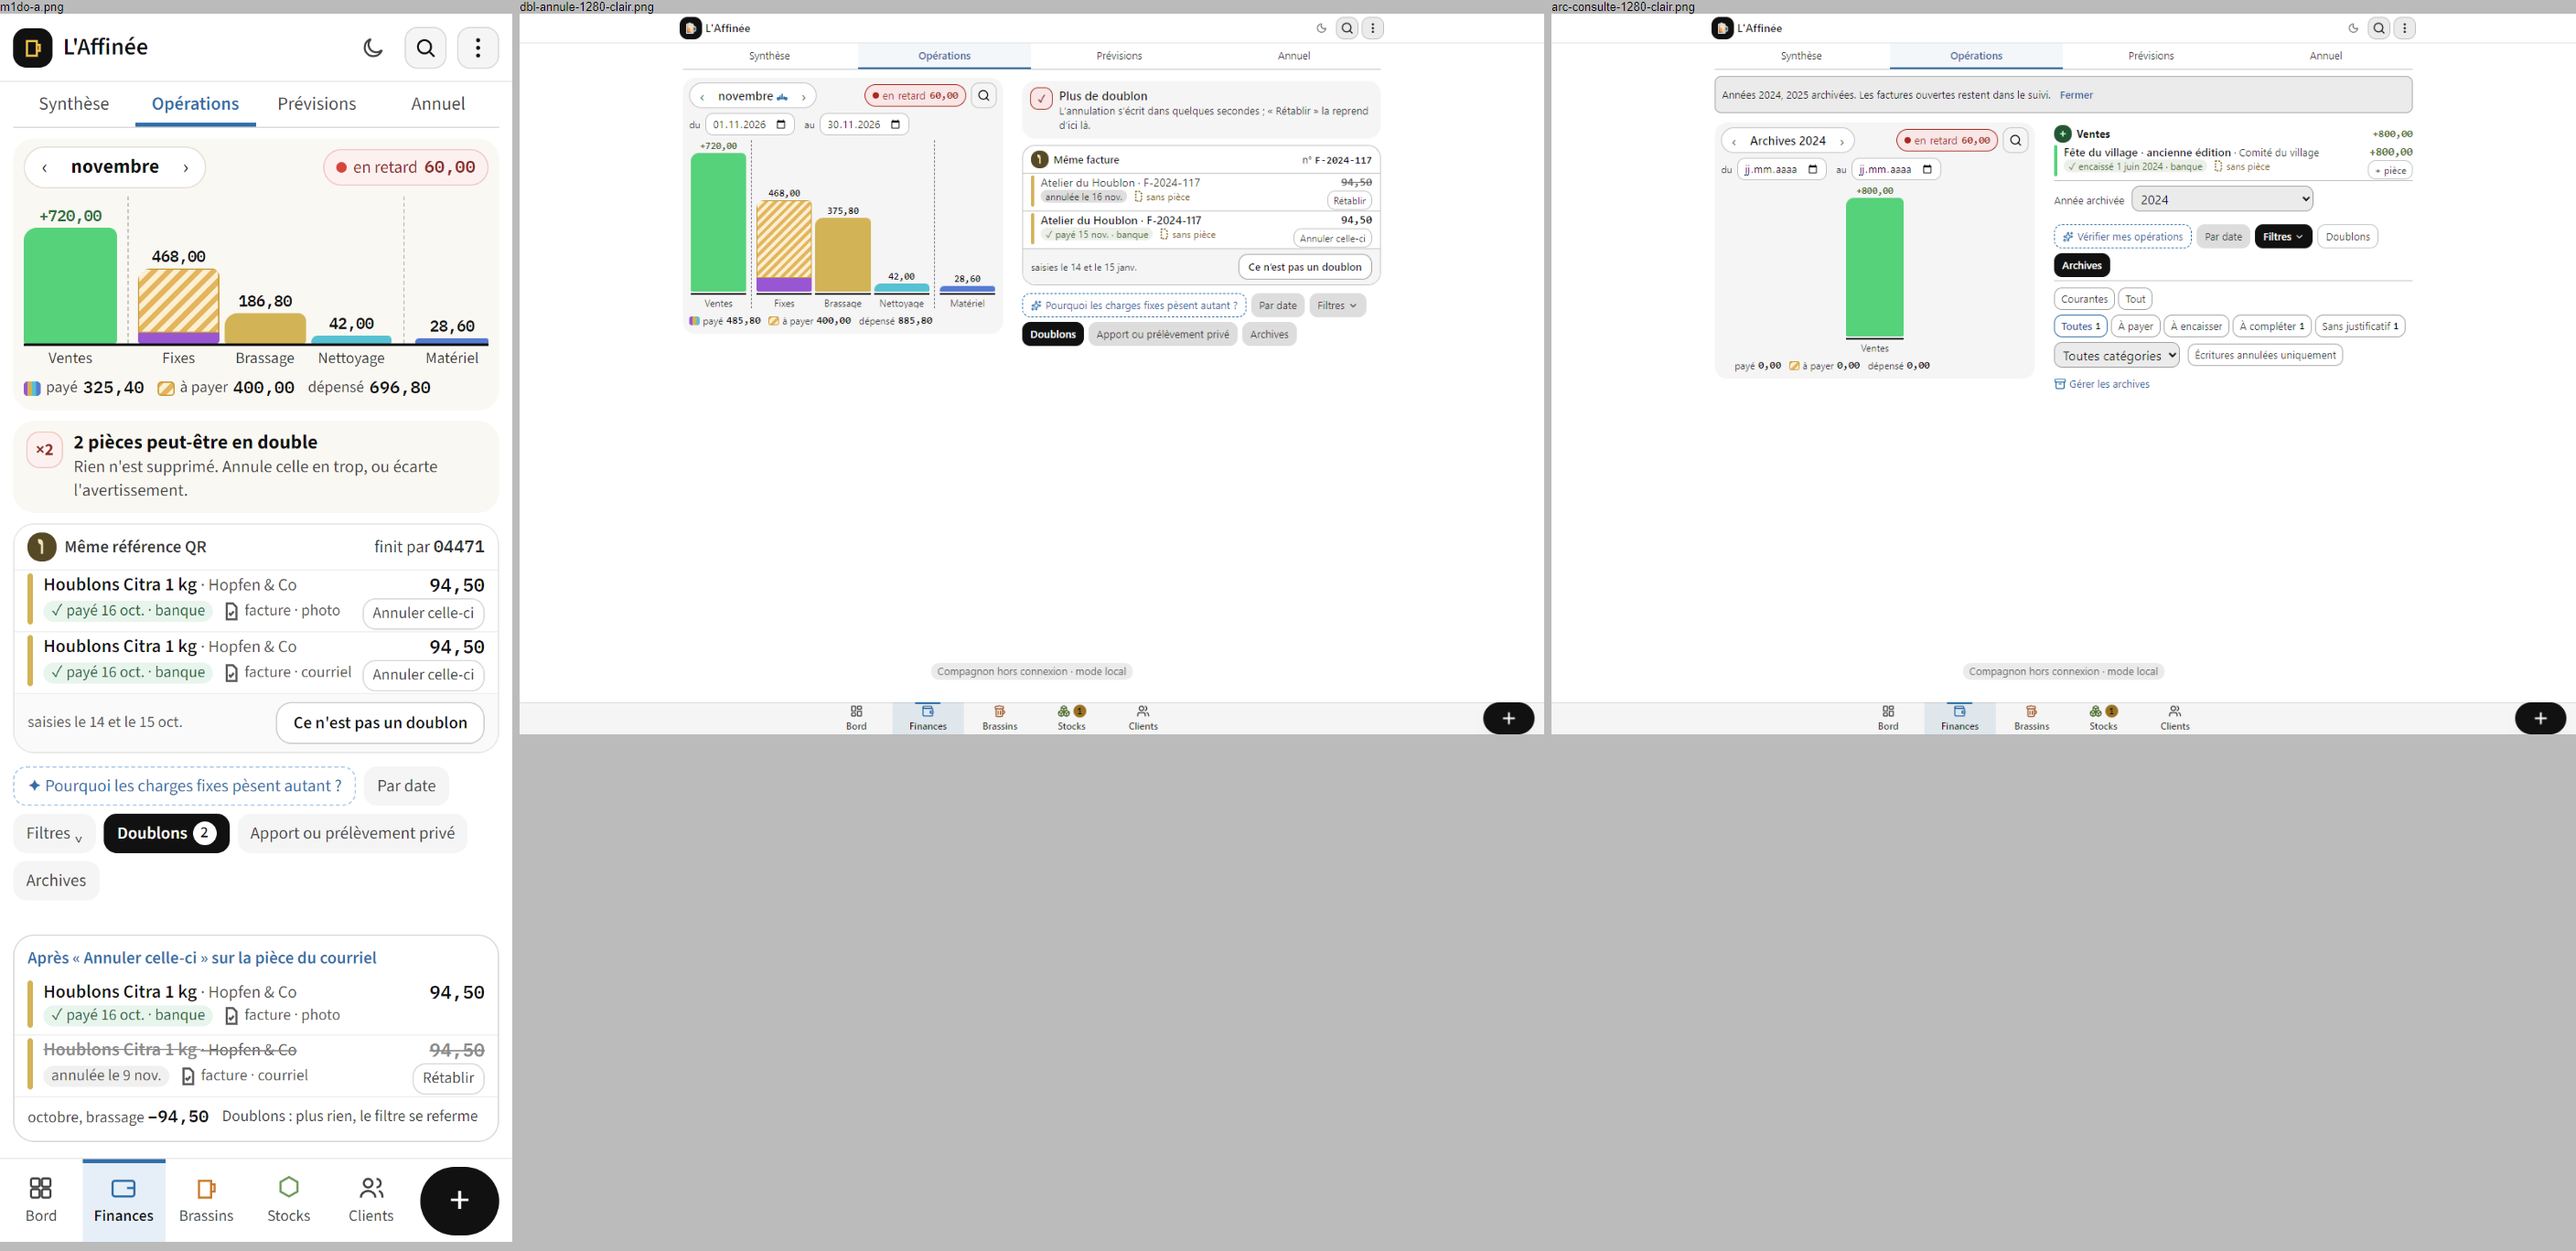 m1do-a.png
L'Affinée
Synthèse Opérations Prévisions Annuel
‹ novembre › en retard 60,00
+720,00
468,00
186,80
42,00
28,60
Ventes Fixes Brassage Nettoyage Matériel
payé 325,40 à payer 400,00 dépensé 696,80
×2 2 pièces peut-être en double
Rien n'est supprimé. Annule celle en trop, ou écarte
l'avertissement.
Même référence QR finit par 04471
Houblons Citra 1 kg · Hopfen & Co 94,50
✓ payé 16 oct. · banque facture · photo Annuler celle-ci
Houblons Citra 1 kg · Hopfen & Co 94,50
✓ payé 16 oct. · banque facture · courriel Annuler celle-ci
saisies le 14 et le 15 oct. Ce n'est pas un doublon
Pourquoi les charges fixes pèsent autant ? Par date
Filtres Doublons 2 Apport ou prélèvement privé
Archives
Après « Annuler celle-ci » sur la pièce du courriel
Houblons Citra 1 kg · Hopfen & Co 94,50
✓ payé 16 oct. · banque facture · photo
Houblons Citra 1 kg · Hopfen & Co 94,50
annulée le 9 nov. facture · courriel Rétablir
octobre, brassage −94,50 Doublons : plus rien, le filtre se referme
Bord Finances Brassins Stocks Clients +
dbl-annule-1280-clair.png
L'Affinée
Synthèse Opérations Prévisions Annuel
‹ novembre › en retard 60,00
du 01.11.2026 au 30.11.2026
+720,00
468,00
375,80
42,00
28,60
Ventes Fixes Brassage Nettoyage Matériel
payé 485,80 à payer 400,00 dépensé 885,80
✓ Plus de doublon
L'annulation s'écrit dans quelques secondes ; « Rétablir » la reprend
d'ici là.
Même facture n° F-2024-117
Atelier du Houblon · F-2024-117 94,50
annulée le 16 nov. sans pièce Rétablir
Atelier du Houblon · F-2024-117 94,50
✓ payé 15 nov. · banque sans pièce Annuler celle-ci
saisies le 14 et le 15 janv. Ce n'est pas un doublon
Pourquoi les charges fixes pèsent autant ? Par date Filtres
Doublons Apport ou prélèvement privé Archives
Compagnon hors connexion · mode local
Bord Finances Brassins Stocks 1 Clients +
arc-consulte-1280-clair.png
L'Affinée
Synthèse Opérations Prévisions Annuel
Années 2024, 2025 archivées. Les factures ouvertes restent dans le suivi. Fermer
‹ Archives 2024 › en retard 60,00
du jj.mm.aaaa au jj.mm.aaaa
+800,00
Ventes
payé 0,00 à payer 0,00 dépensé 0,00
+ Ventes +800,00
Fête du village · ancienne édition · Comité du village +800,00
✓ encaissé 1 juin 2024 · banque sans pièce + pièce
Année archivée 2024
Vérifier mes opérations Par date Filtres Doublons
Archives
Courantes Tout
Toutes 1 À payer À encaisser À compléter 1 Sans justificatif 1
Toutes catégories Écritures annulées uniquement
Gérer les archives
Compagnon hors connexion · mode local
Bord Finances Brassins Stocks 1 Clients +